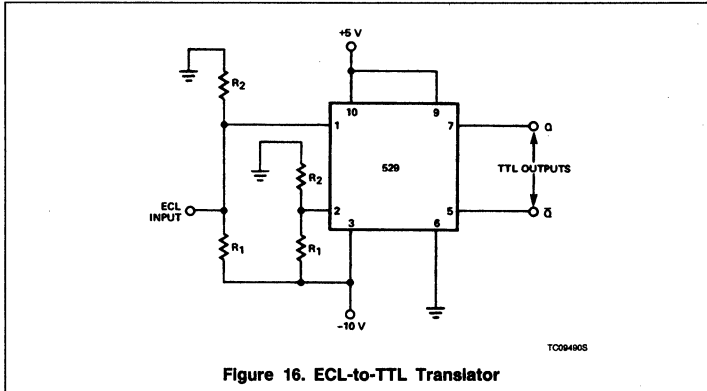 +5 V
R2
10
9
1
7
Q
R2
529
TTL OUTPUTS
ECL
INPUT
2
5
Q̅
R1
R1
3
6
-10 V
TC09490S
Figure 16. ECL-to-TTL Translator